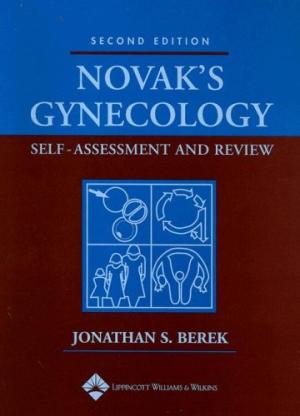 SECOND EDITION
NOVAK'S
GYNECOLOGY
SELF-ASSESSMENT AND REVIEW
JONATHAN S. BEREK
LIPPINCOTT WILLIAMS & WILKINS